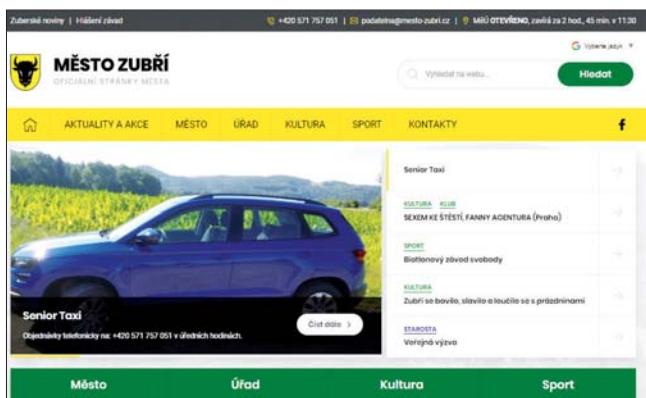 Zuberské noviny | Hlášení závad
+420 571 757 051 | podatelna@mesto-zubri.cz | MěÚ OTEVŘENO, zavírá za 2 hod., 45 min. v 11:30
Vyberte jazyk
MĚSTO ZUBŘÍ
OFICIÁLNÍ STRÁNKY MĚSTA
Vyhledat na webu...
Hledat
AKTUALITY A AKCE MĚSTO ÚŘAD KULTURA SPORT KONTAKTY
Senior Taxi
Objednávky telefonicky na: +420 571 757 051 v úředních hodinách.
Číst dále
Senior Taxi
KULTURA KLUB
SEXEM KE ŠTĚSTÍ, FANNY AGENTURA (Praha)
SPORT
Biatlonový závod svobody
KULTURA
Zubří se bavilo, slavilo a loučilo se s prázdninami
STAROSTA
Veřejná výzva
Město Úřad Kultura Sport